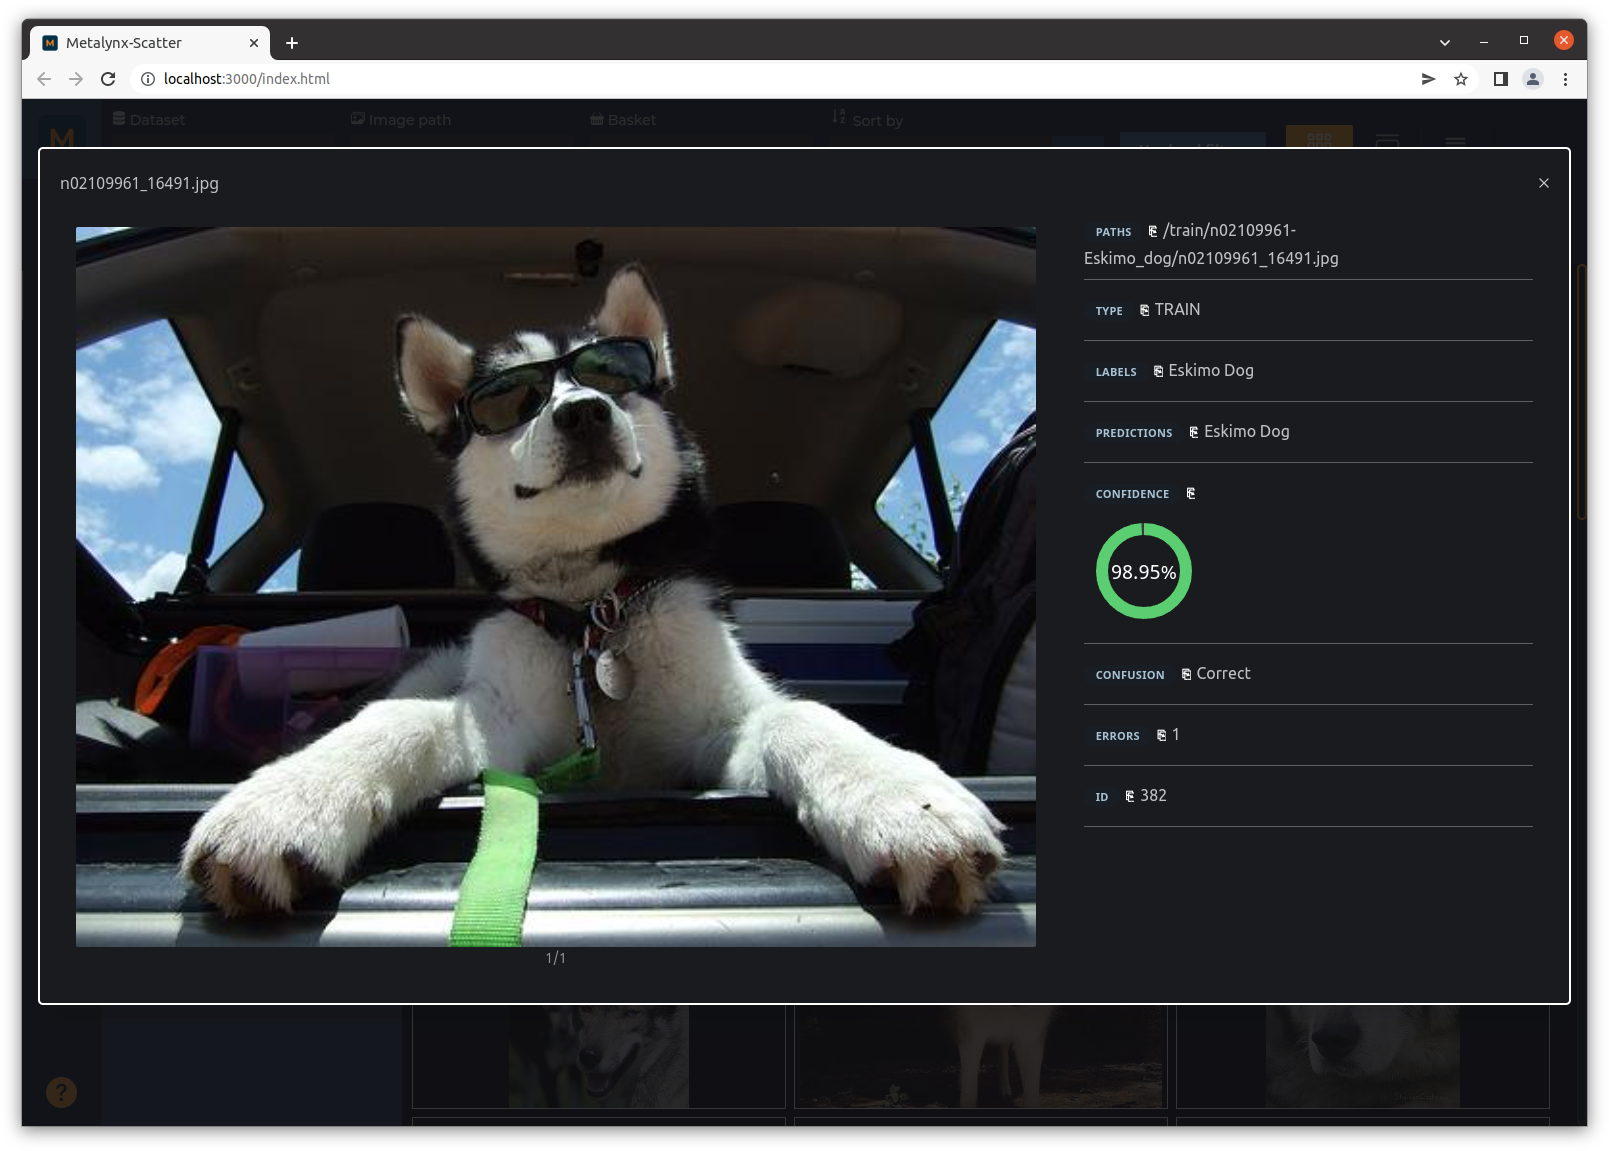 Metalynx-Scatter
localhost:3000/index.html
Dataset
Image path
Basket
Sort by
M
n02109961_16491.jpg
PATHS /train/n02109961-
Eskimo_dog/n02109961_16491.jpg
TYPE TRAIN
LABELS Eskimo Dog
PREDICTIONS Eskimo Dog
CONFIDENCE
98.95%
CONFUSION Correct
ERRORS 1
ID 382
1/1
?